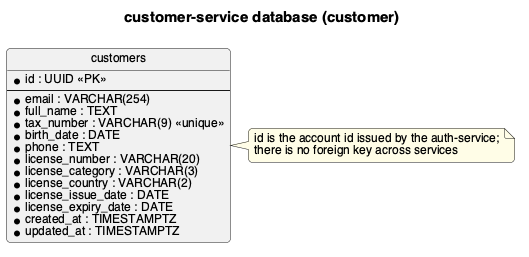 customer-service database (customer)
customers
id : UUID «PK»
email : VARCHAR(254)
full_name : TEXT
tax_number : VARCHAR(9) «unique»
birth_date : DATE
phone : TEXT
license_number : VARCHAR(20)
license_category : VARCHAR(3)
license_country : VARCHAR(2)
license_issue_date : DATE
license_expiry_date : DATE
created_at : TIMESTAMPTZ
updated_at : TIMESTAMPTZ
id is the account id issued by the auth-service;
there is no foreign key across services